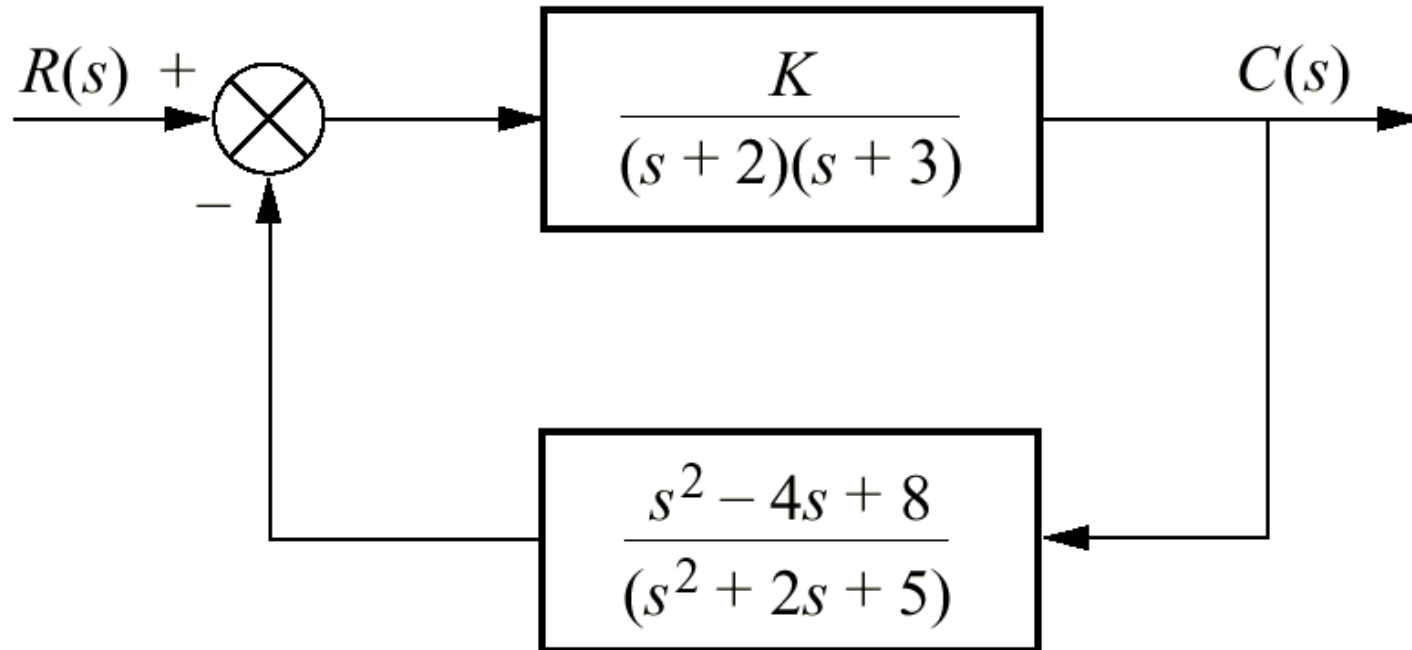 R(s) + C(s)
K
(s + 2)(s + 3)
−
s² − 4s + 8
(s² + 2s + 5)